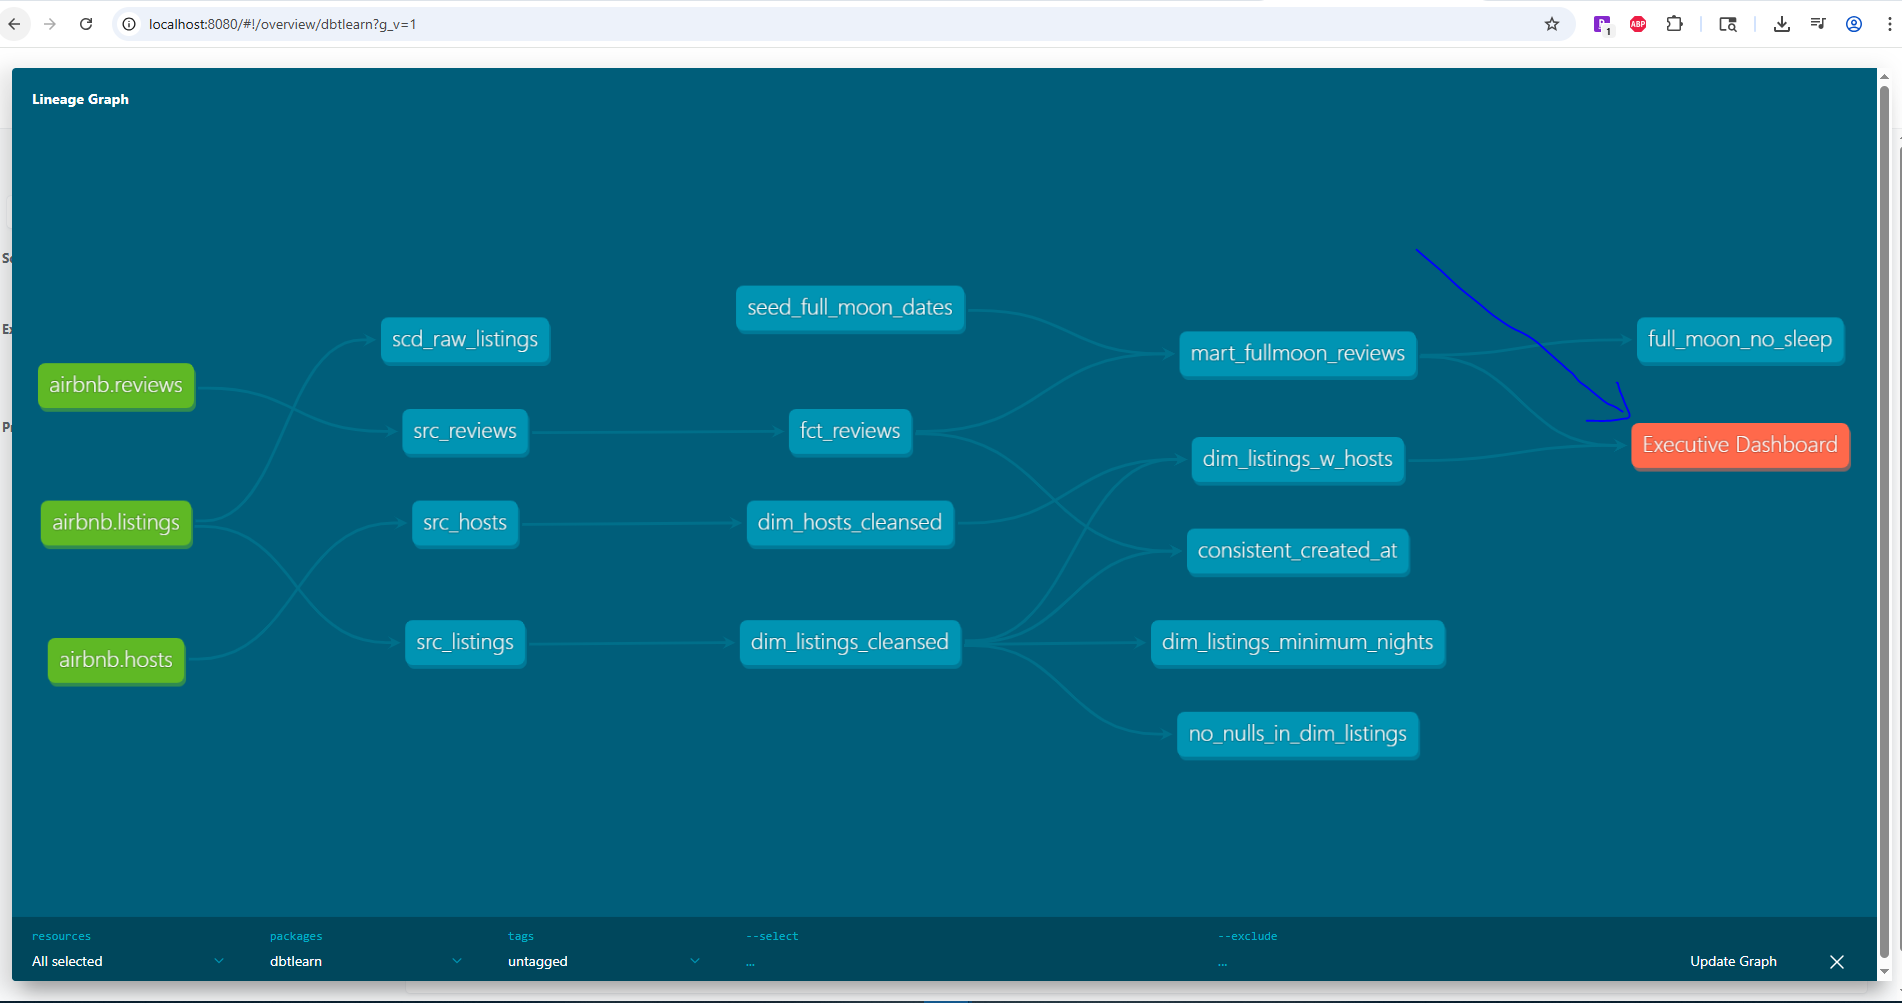 localhost:8080/#!/overview/dbtlearn?g_v=1
ABP
1
Lineage Graph
seed_full_moon_dates
scd_raw_listings
mart_fullmoon_reviews
full_moon_no_sleep
airbnb.reviews
src_reviews
fct_reviews
dim_listings_w_hosts
Executive Dashboard
airbnb.listings
src_hosts
dim_hosts_cleansed
consistent_created_at
airbnb.hosts
src_listings
dim_listings_cleansed
dim_listings_minimum_nights
no_nulls_in_dim_listings
resources
packages
tags
--select
--exclude
All selected
dbtlearn
untagged
...
...
Update Graph